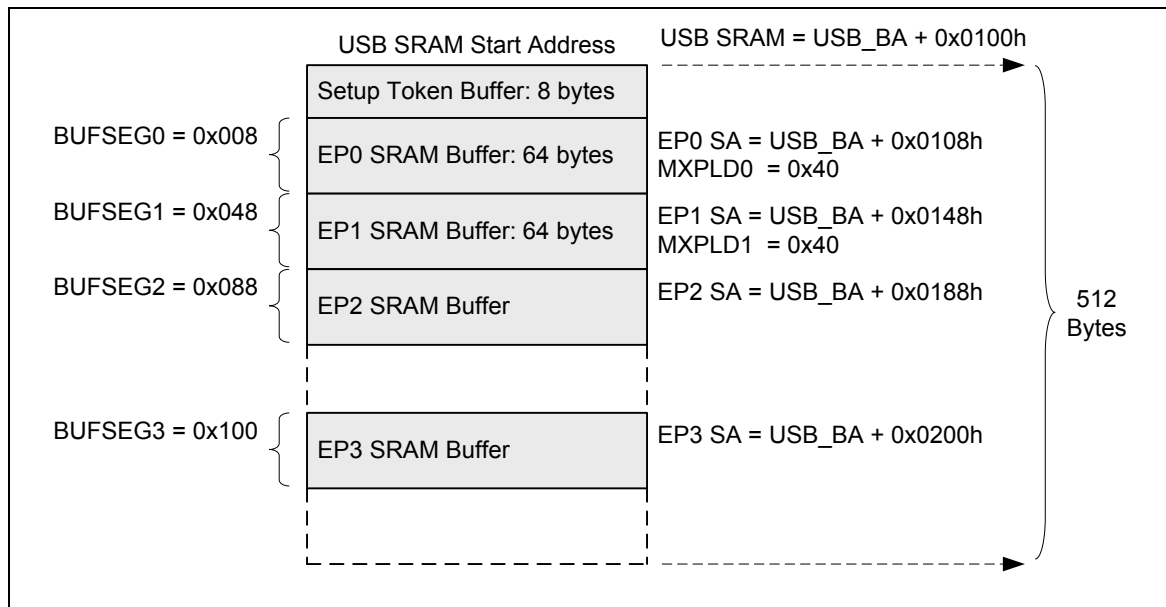 USB SRAM Start Address
USB SRAM = USB_BA + 0x0100h
Setup Token Buffer: 8 bytes
BUFSEG0 = 0x008
EP0 SRAM Buffer: 64 bytes
EP0 SA = USB_BA + 0x0108h
MXPLD0 = 0x40
BUFSEG1 = 0x048
EP1 SRAM Buffer: 64 bytes
EP1 SA = USB_BA + 0x0148h
MXPLD1 = 0x40
BUFSEG2 = 0x088
EP2 SRAM Buffer
EP2 SA = USB_BA + 0x0188h
512
Bytes
BUFSEG3 = 0x100
EP3 SRAM Buffer
EP3 SA = USB_BA + 0x0200h